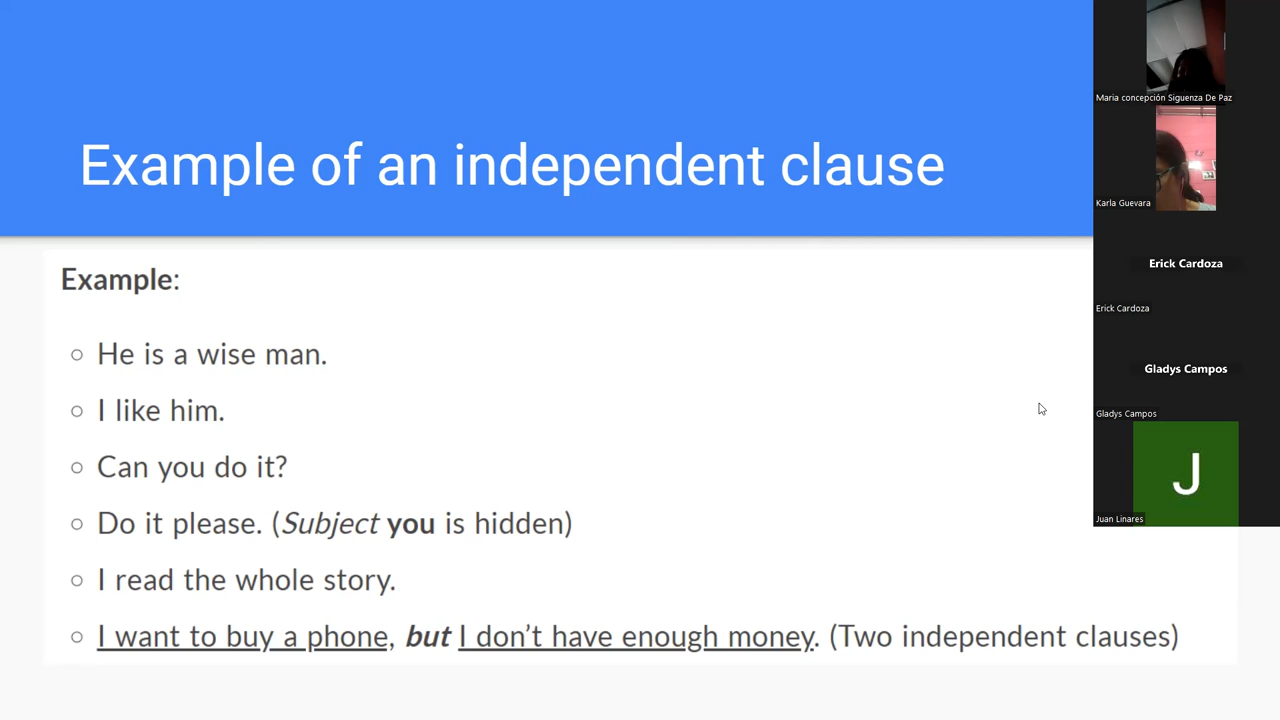 Example of an independent clause
Example:
He is a wise man.
I like him.
Can you do it?
Do it please. (Subject you is hidden)
I read the whole story.
I want to buy a phone, but I don't have enough money. (Two independent clauses)
Maria concepción Siguenza De Paz
Karla Guevara
Erick Cardoza
Erick Cardoza
Gladys Campos
Gladys Campos
J
Juan Linares